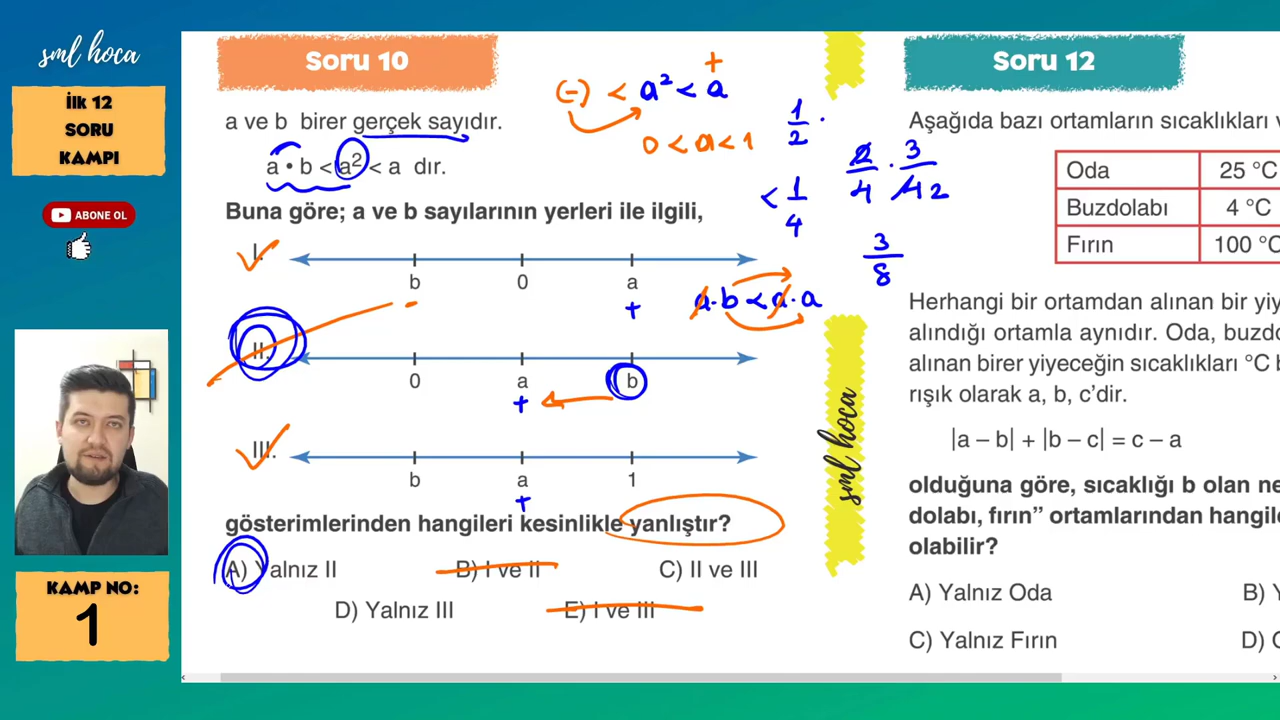 sml hoca
İlk 12
SORU
KAMPI
ABONE OL
KAMP NO:
1
Soru 10
a ve b birer gerçek sayıdır.
a • b < a² < a dır.
Buna göre; a ve b sayılarının yerleri ile ilgili,
I.
b 0 a
+
II.
0 a b
+
III.
b a 1
+
gösterimlerinden hangileri kesinlikle yanlıştır?
A) Yalnız II B) I ve II C) II ve III
D) Yalnız III E) I ve III
(-) < a² < a
+
0 < a < 1
1/2 ·
< 1/4
3/8
a·b < a·a
sml hoca
Soru 12
Aşağıda bazı ortamların sıcaklıkları
Oda 25 °C
Buzdolabı 4 °C
Fırın 100 °C
Herhangi bir ortamdan alınan bir
alındığı ortamla aynıdır. Oda,
alınan birer yiyeceğin sıcaklıkları °C
rışık olarak a, b, c'dir.
|a – b| + |b – c| = c – a
olduğuna göre, sıcaklığı b olan
dolabı, fırın” ortamlarından
olabilir?
A) Yalnız Oda B)
C) Yalnız Fırın D)